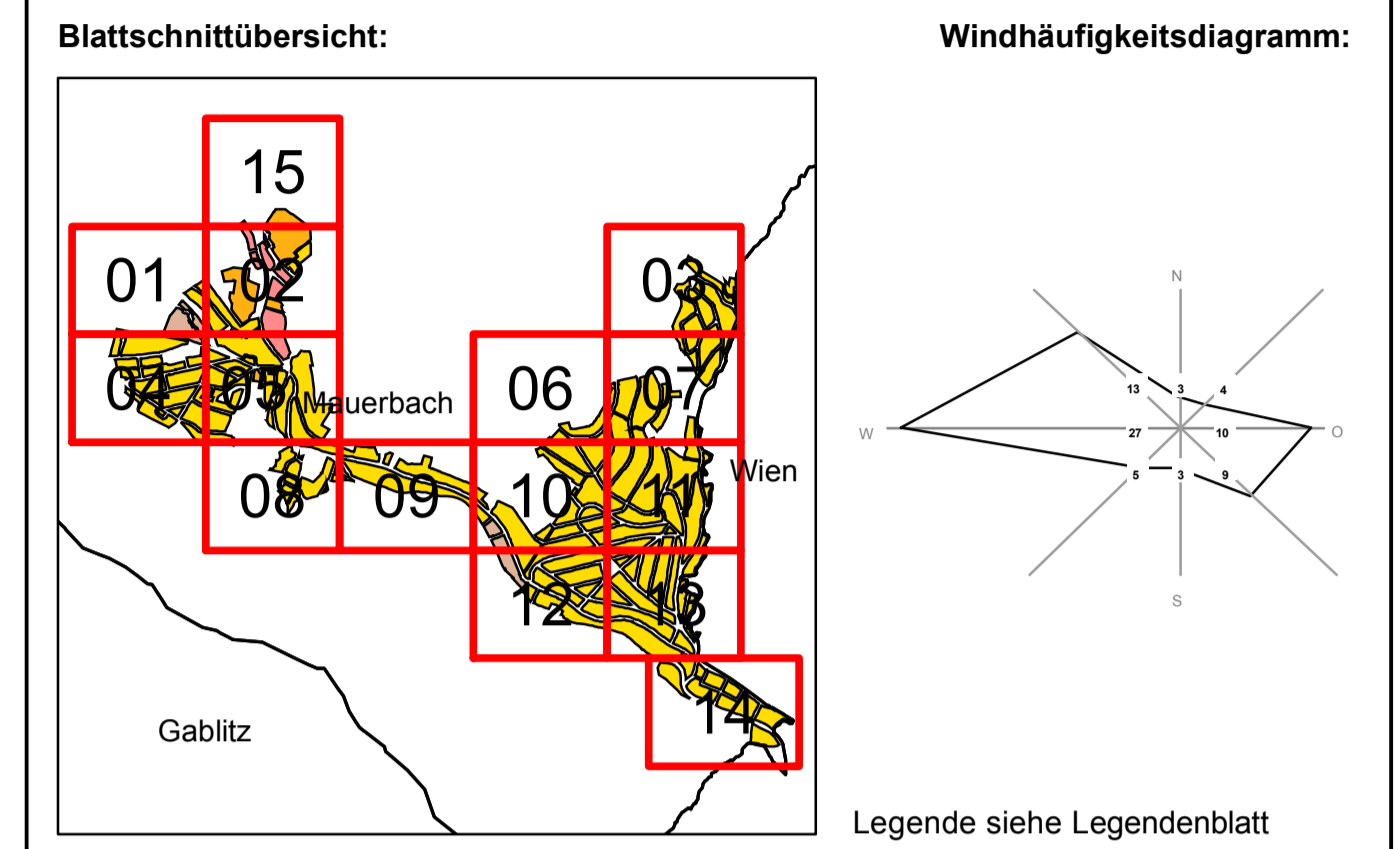 Blattschnittübersicht:
Windhäufigkeitsdiagramm:
15
01 02 03
04 05 06 07
Mauerbach
Wien
08 09 10 11
12 13
14
Gablitz
N
13 3 4
W 27 10 O
5 3 9
S
Legende siehe Legendenblatt